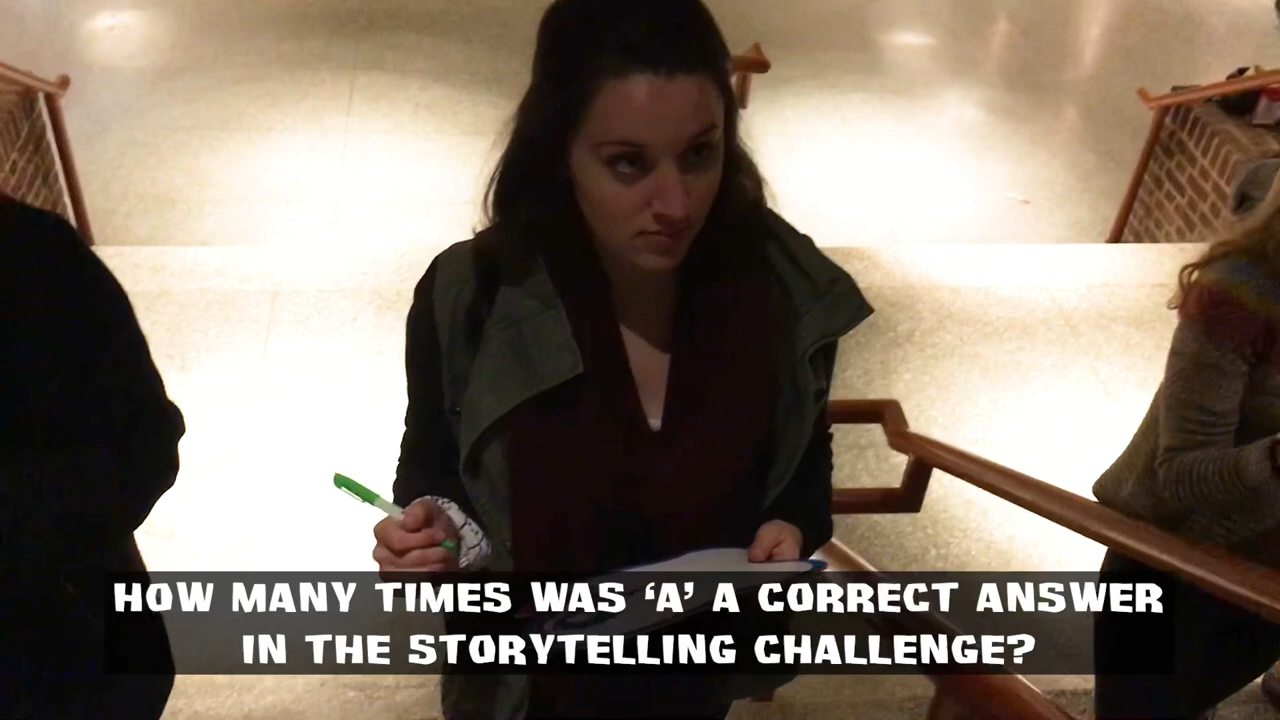 HOW MANY TIMES WAS ‘A’ A CORRECT ANSWER
IN THE STORYTELLING CHALLENGE?